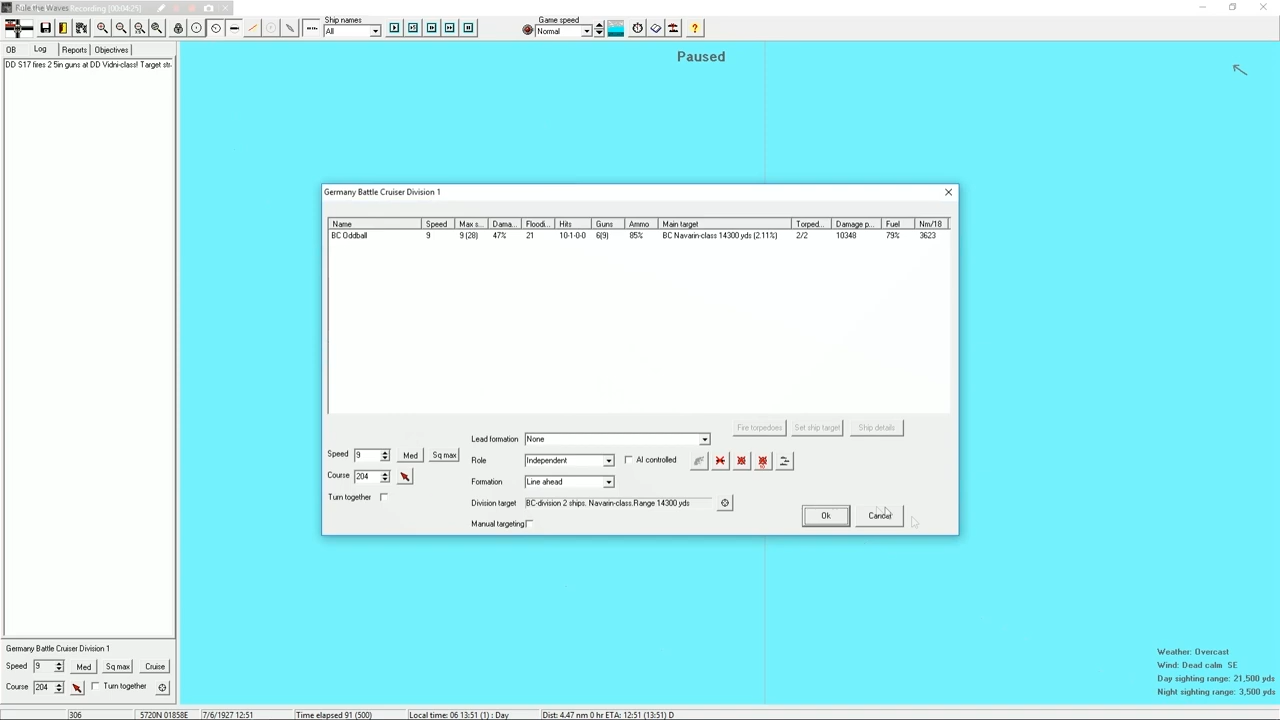 Rule the Waves Recording [00:04:25]
Ship names
All
Game speed
Normal
OB Log Reports Objectives
DD S17 fires 2 5in guns at DD Vidni-class! Target str
Paused
Germany Battle Cruiser Division 1
Name Speed Max s... Dama... Floodi... Hits Guns Ammo Main target Torped... Damage p... Fuel Nm/18
BC Oddball 9 9 (28) 47% 21 10-1-0-0 6(9) 85% BC Navarin-class 14300 yds (2.11%) 2/2 10348 79% 3623
Fire torpedoes Set ship target Ship details
Lead formation None
Speed 9 Med Sq max
Role Independent AI controlled
Course 204
Formation Line ahead
Turn together
Division target BC-division 2 ships. Navarin-class.Range 14300 yds
Ok Cancel
Manual targeting
Germany Battle Cruiser Division 1
Speed 9 Med Sq max Cruise
Course 204 Turn together
Weather: Overcast
Wind: Dead calm SE
Day sighting range: 21,500 yds
Night sighting range: 3,500 yds
306 5720N 01858E 7/6/1927 12:51 Time elapsed 91 (500) Local time: 06 13:51 (1) : Day Dist: 4,47 nm 0 hr ETA: 12:51 (13:51) D